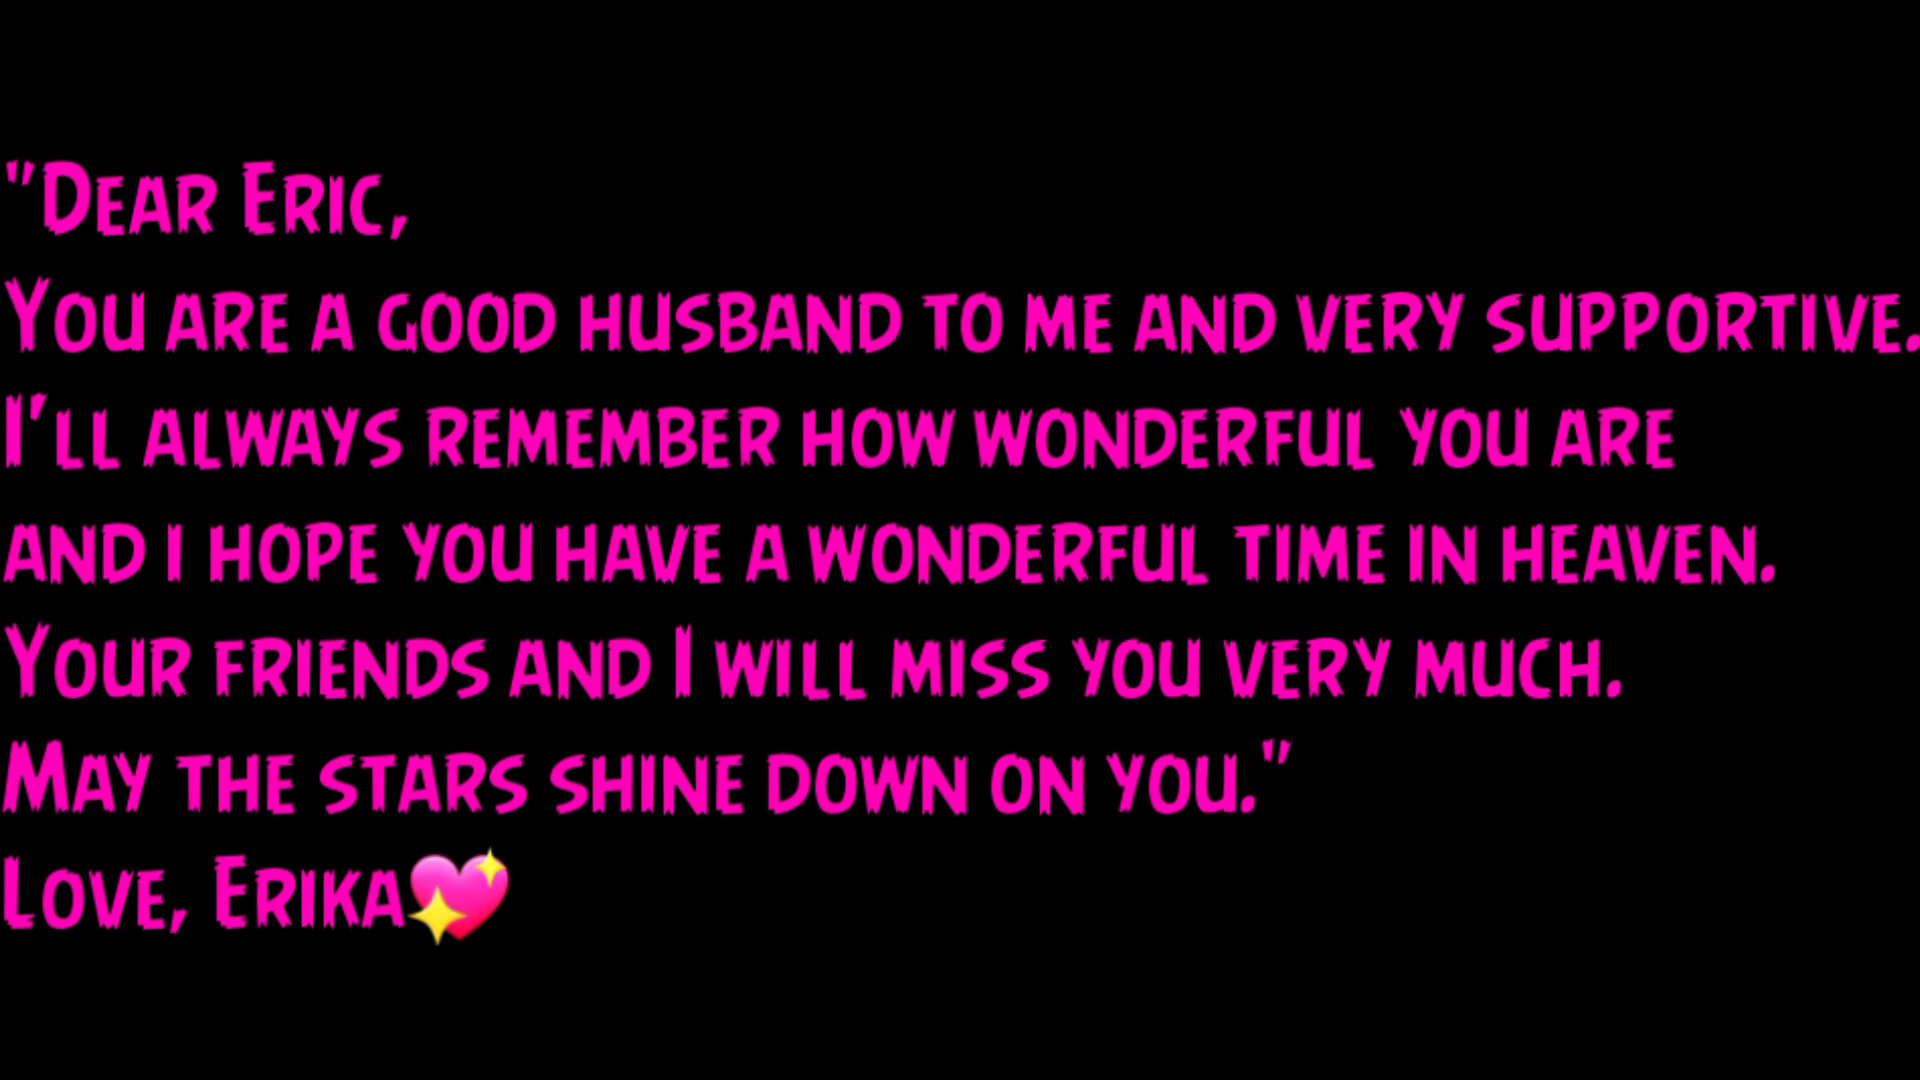 "Dear Eric,
You are a good husband to me and very supportive.
I'll always remember how wonderful you are
and i hope you have a wonderful time in heaven.
Your friends and I will miss you very much.
May the stars shine down on you."
Love, Erika💖